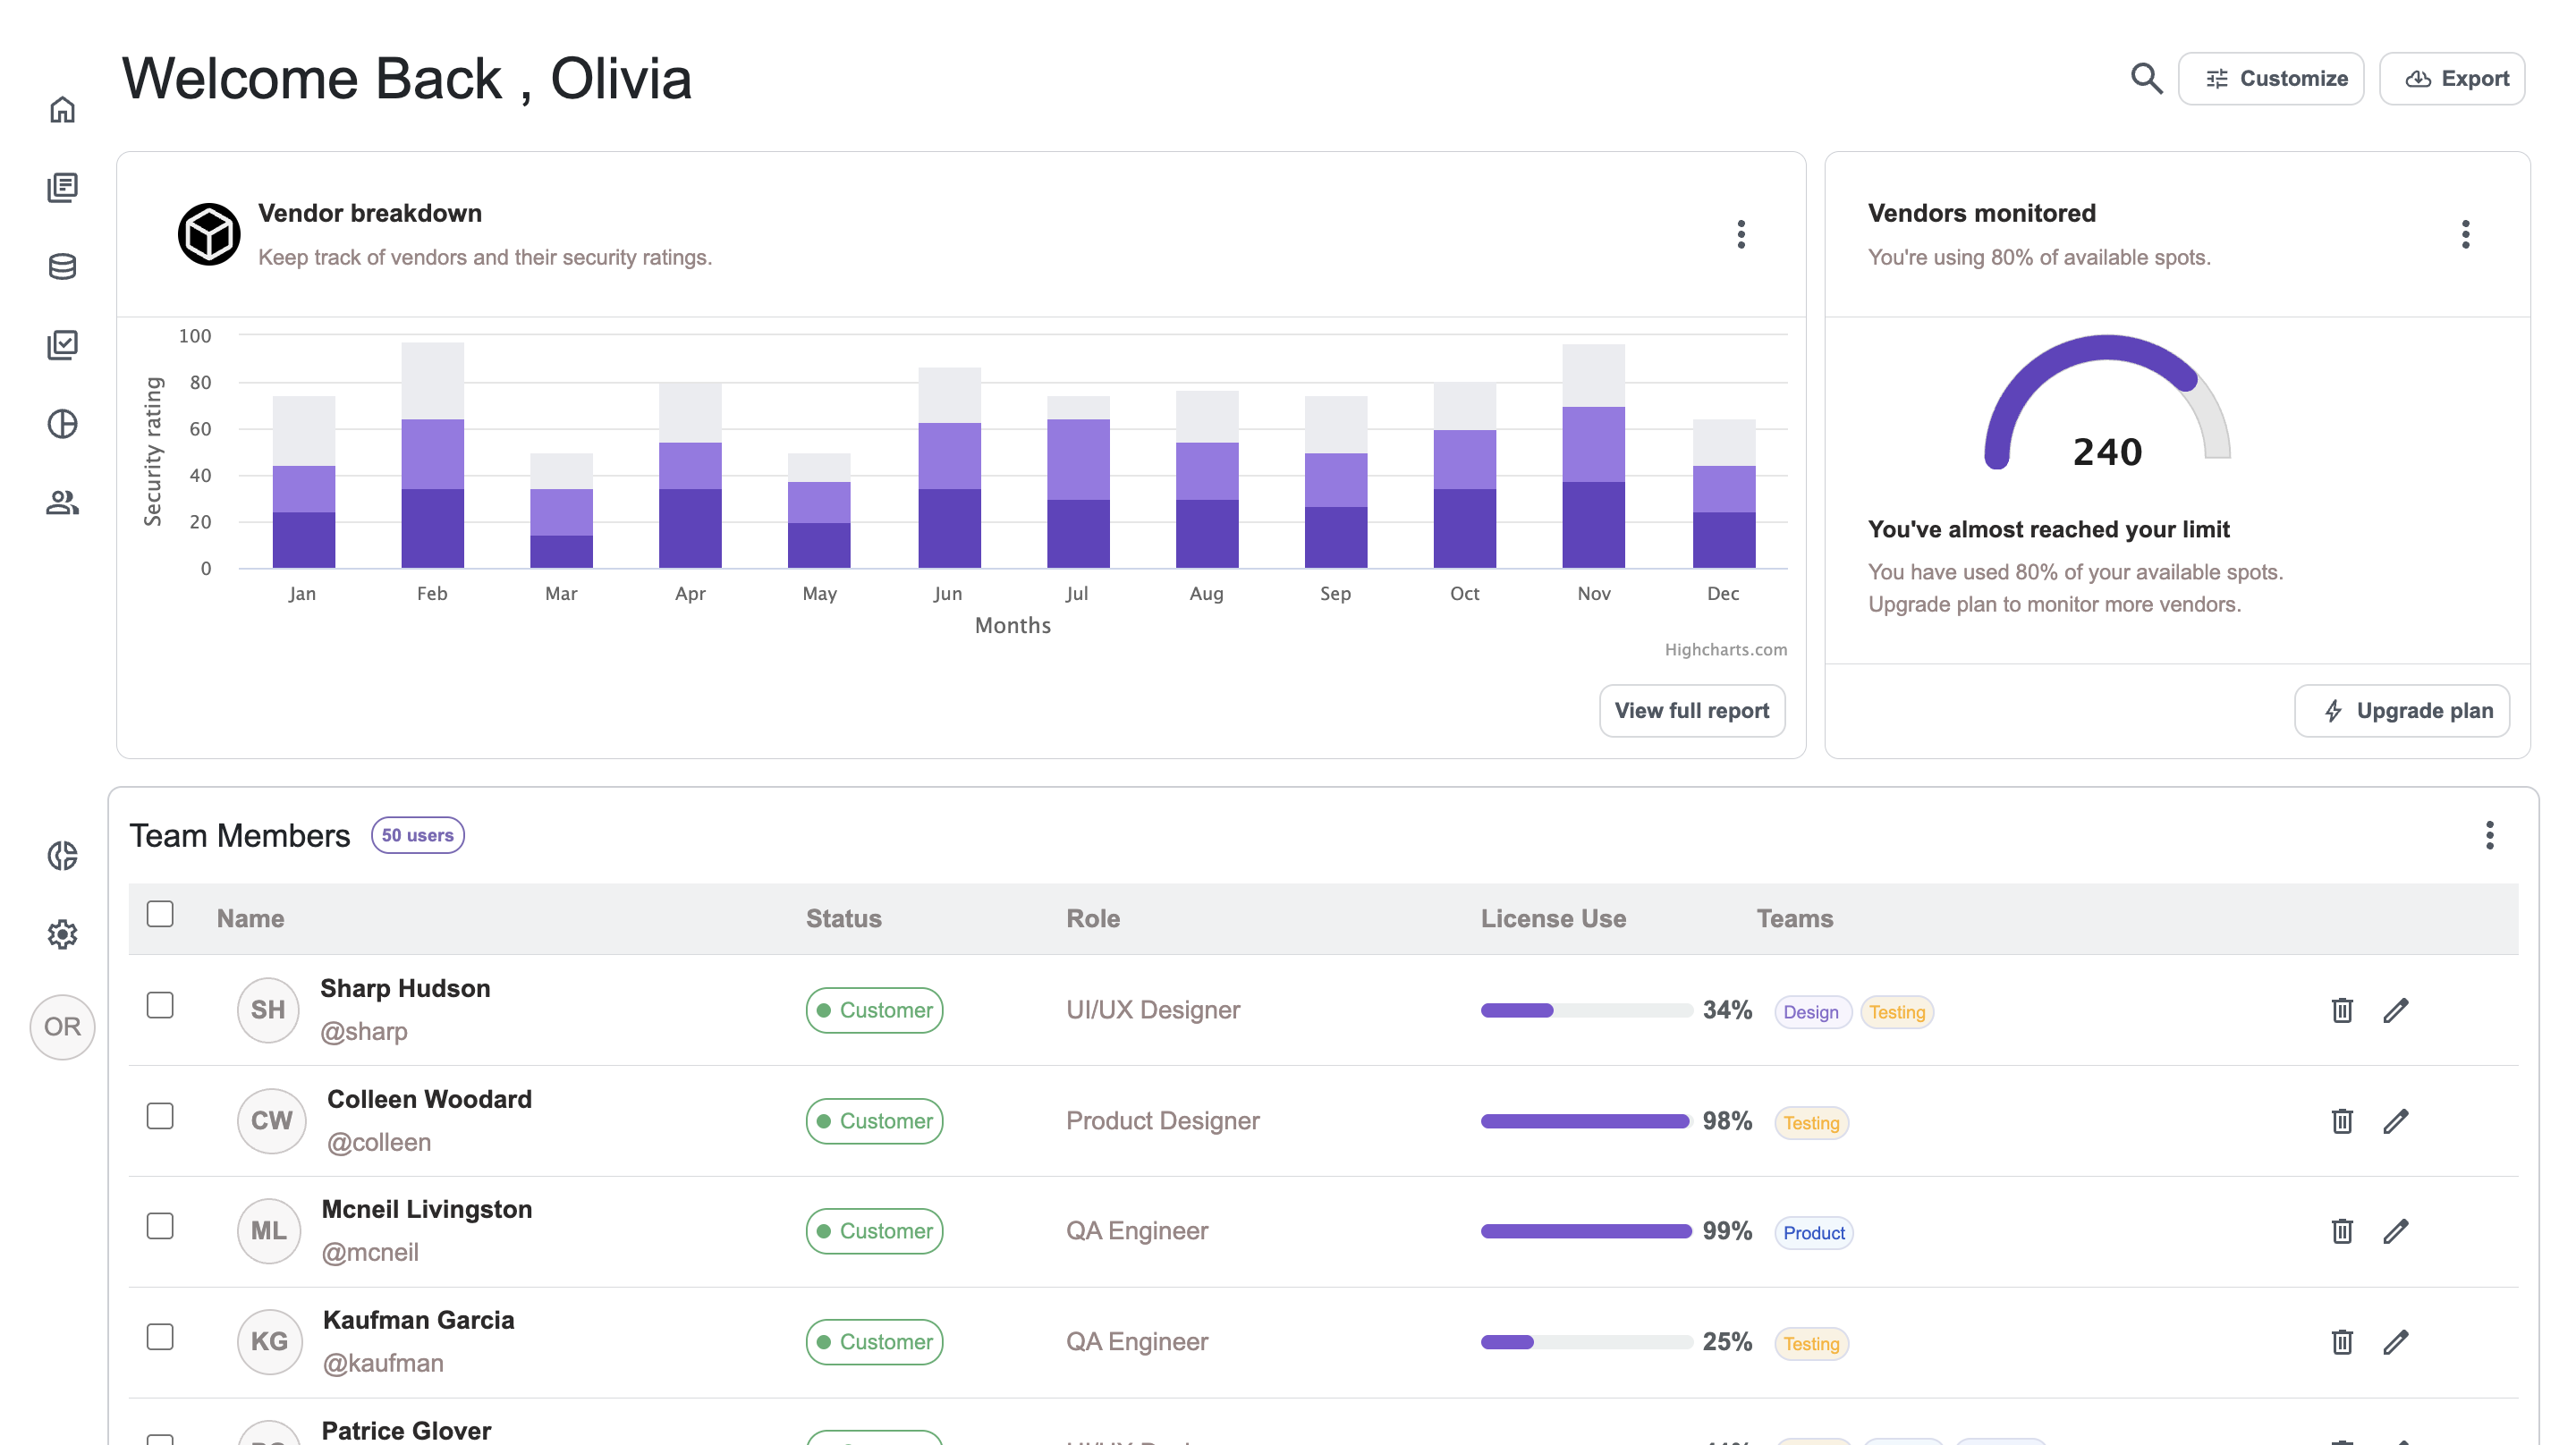 Welcome Back , Olivia
Customize
Export
Vendor breakdown
Keep track of vendors and their security ratings.
100
80
60
40
20
0
Security rating
Jan Feb Mar Apr May Jun Jul Aug Sep Oct Nov Dec
Months
Highcharts.com
View full report
Vendors monitored
You're using 80% of available spots.
240
You've almost reached your limit
You have used 80% of your available spots.
Upgrade plan to monitor more vendors.
Upgrade plan
OR
Team Members 50 users
Name Status Role License Use Teams
SH Sharp Hudson
@sharp
Customer UI/UX Designer 34% Design Testing
CW Colleen Woodard
@colleen
Customer Product Designer 98% Testing
ML Mcneil Livingston
@mcneil
Customer QA Engineer 99% Product
KG Kaufman Garcia
@kaufman
Customer QA Engineer 25% Testing
Patrice Glover